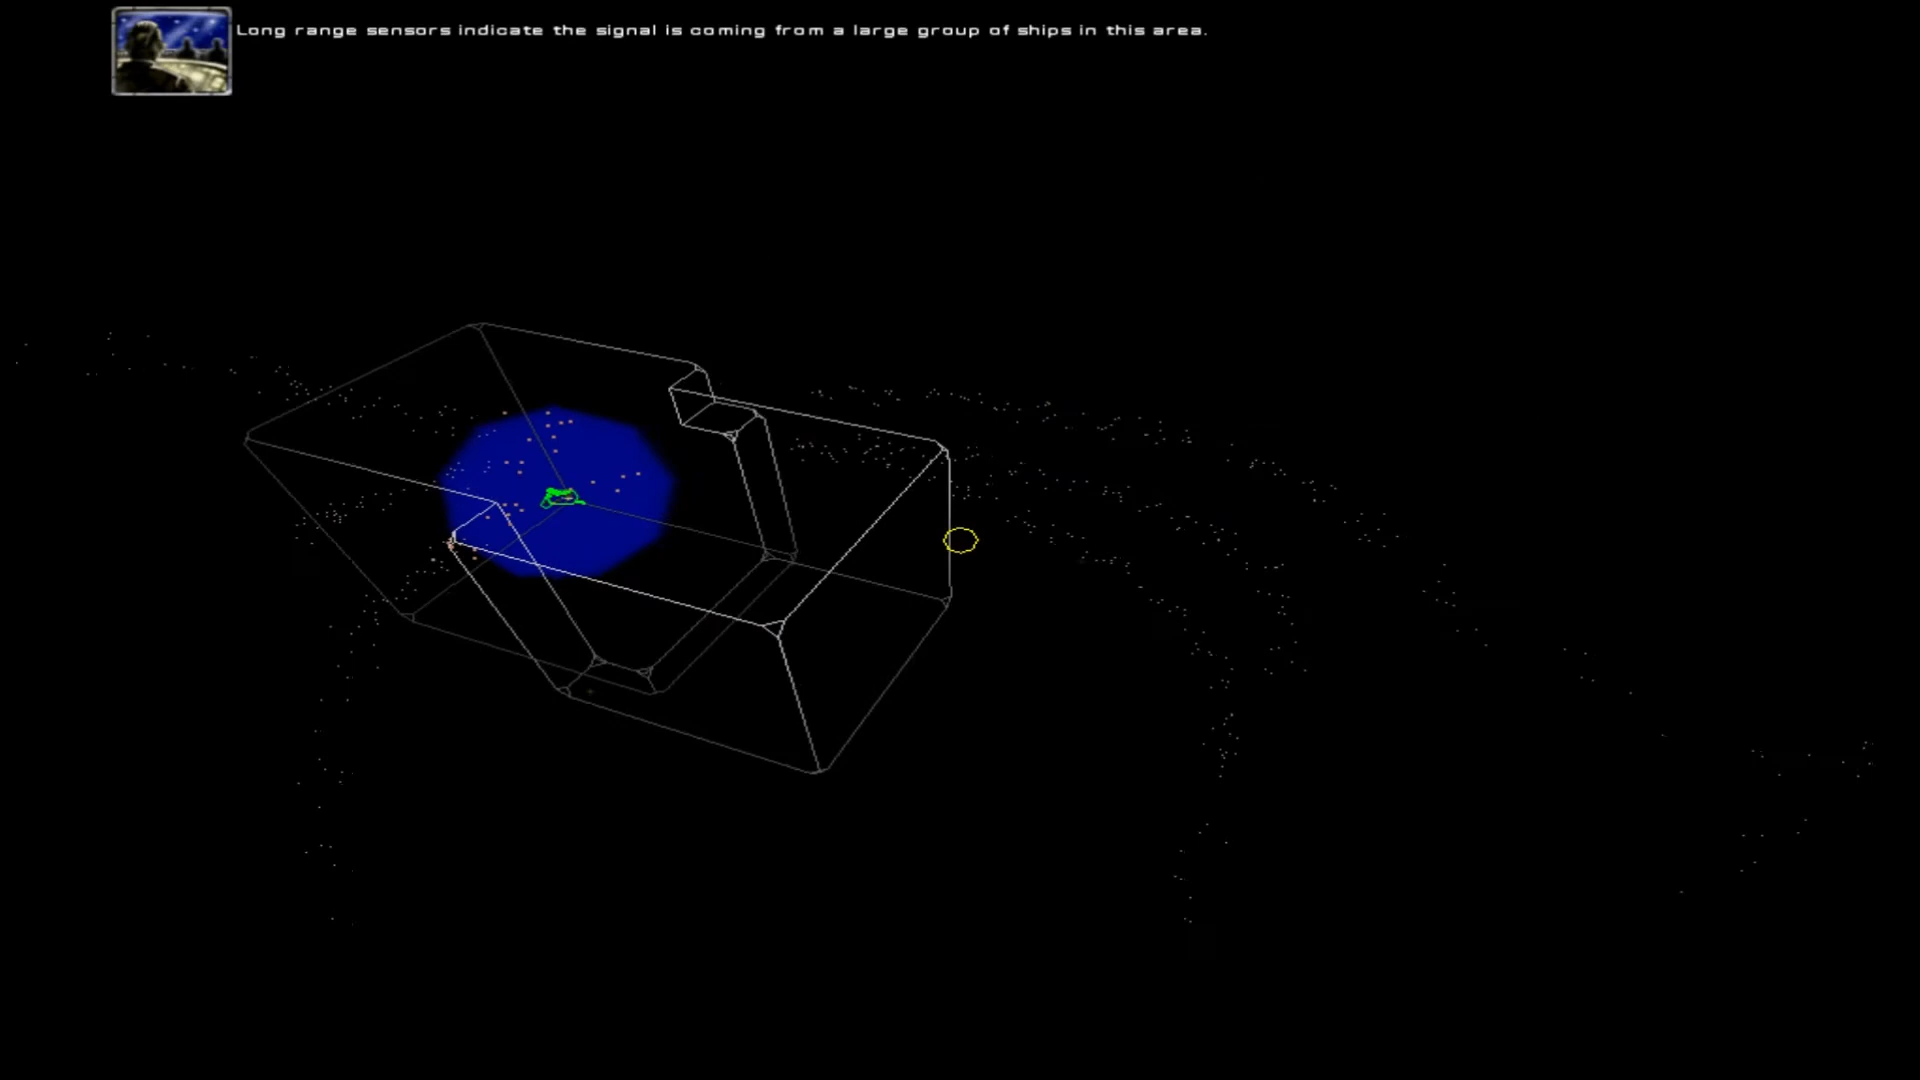 Long range sensors indicate the signal is coming from a large group of ships in this area.